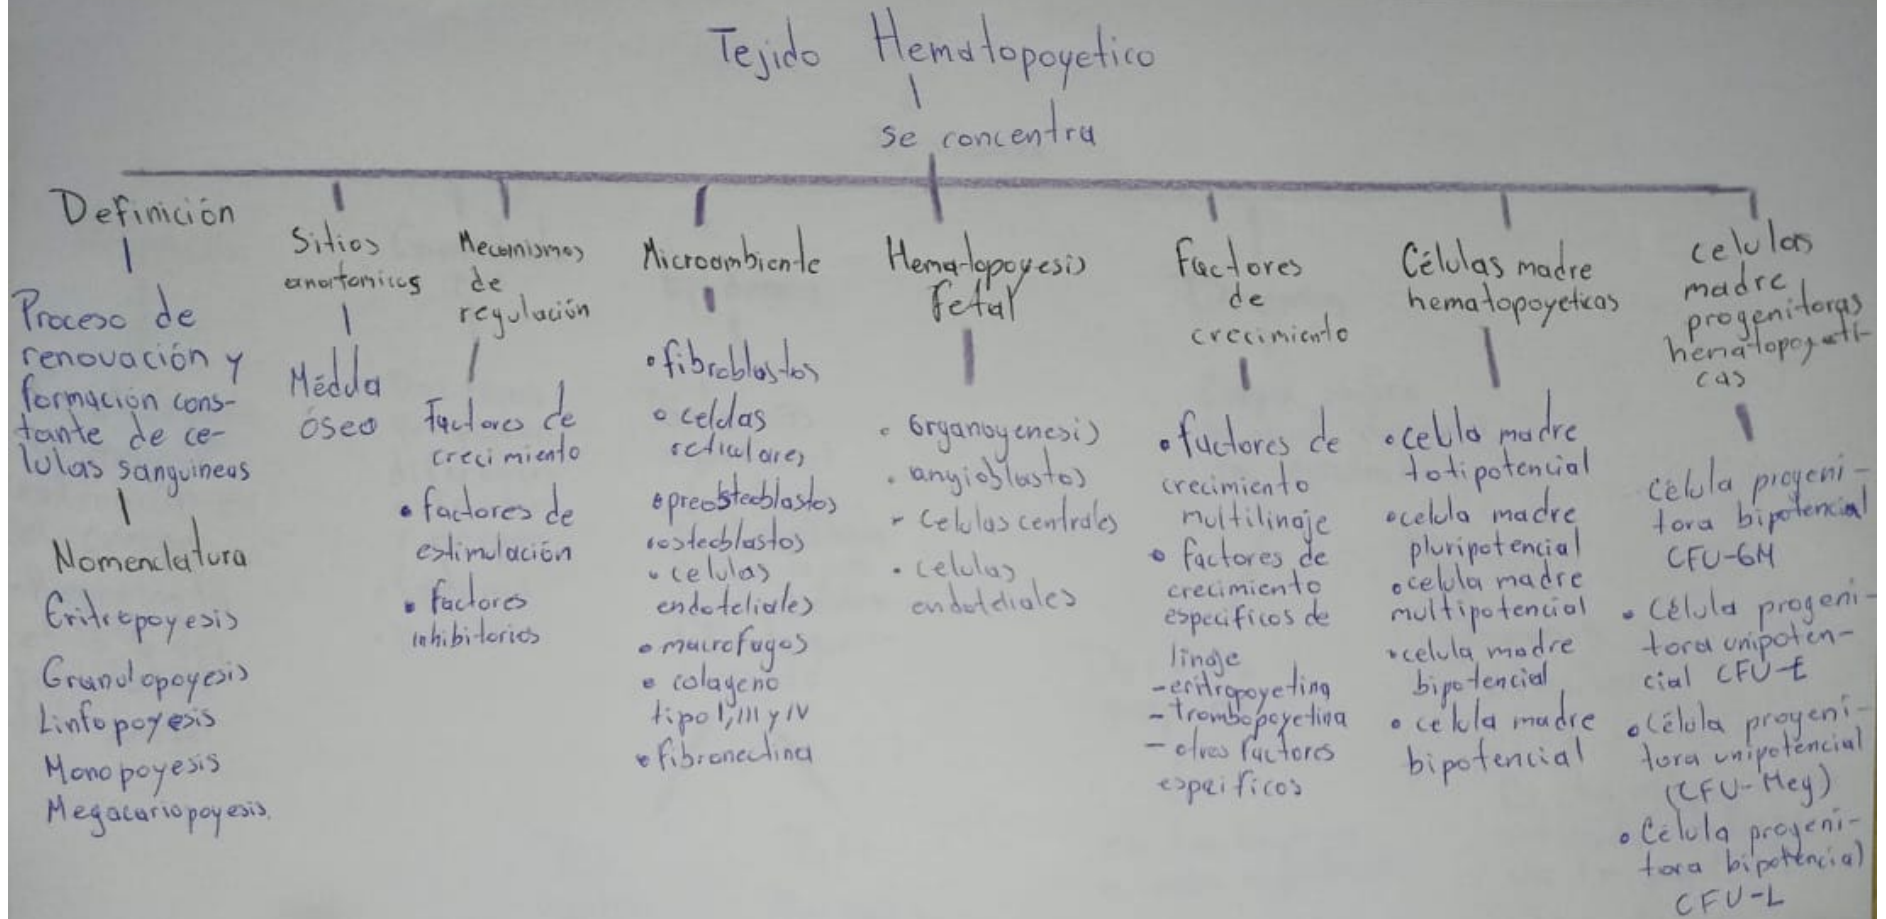 Tejido Hematopoyetico
se concentra
Definición
Proceso de
renovación y
formación cons-
tante de ce-
lulas sanguineas
Nomenclatura
Eritropoyesis
Granulopoyesis
Linfopoyesis
Monopoyesis
Megacariopoyesis.
Sitios
anatomicos
Médula
óseo
Mecanismos
de
regulación
Factores de
crecimiento
• factores de
estimulación
• factores
inhibitorios
Microambiente
• fibroblastos
• celulas
reticulares
• preosteoblastos
• osteoblastos
• celulas
endoteliales
• macrofagos
• colageno
tipo I, III y IV
• fibronectina
Hematopoyesis
Fetal
• organogenesis
• angioblastos
- Celulas centrales
• celulas
endoteliales
Factores
de
crecimiento
• factores de
crecimiento
multilinaje
• factores de
crecimiento
especificos de
linaje
- eritropoyetina
- trombopoyetina
- otros factores
especificos
Células madre
hematopoyeticas
• celula madre
totipotencial
• celula madre
pluripotencial
• celula madre
multipotencial
• celula madre
bipotencial
• celula madre
bipotencial
celulas
madre
progenitoras
hematopoyeti-
cas
Célula progeni-
tora bipotencial
CFU-GM
• Célula progeni-
tora unipoten-
cial CFU-E
• Célula progeni-
tora unipotencial
(CFU-Meg)
• Célula progeni-
tora bipotencial
CFU-L